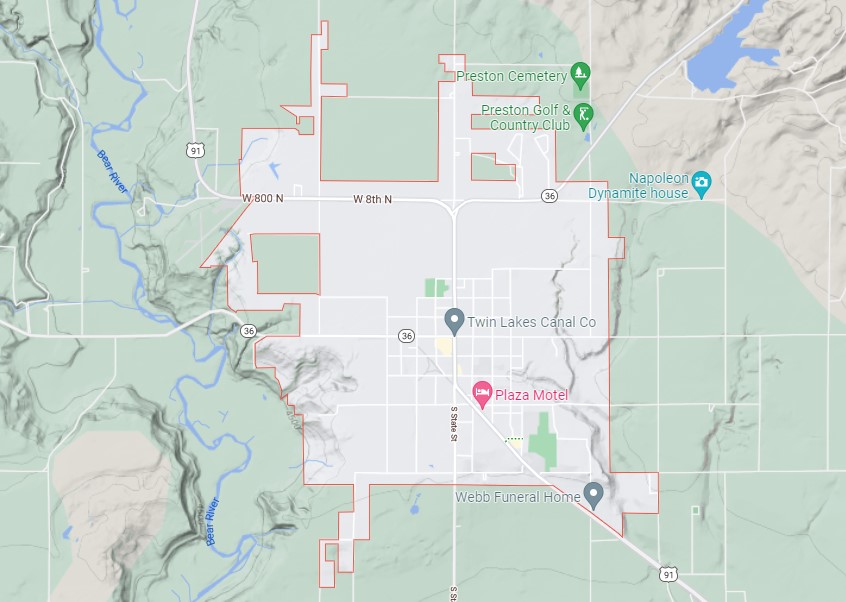 Preston Cemetery
Preston Golf &
Country Club
91
Bear River
Napoleon
Dynamite house
W 800 N
W 8th N
36
Twin Lakes Canal Co
36
36
Plaza Motel
S State St
Webb Funeral Home
Bear River
91
S St